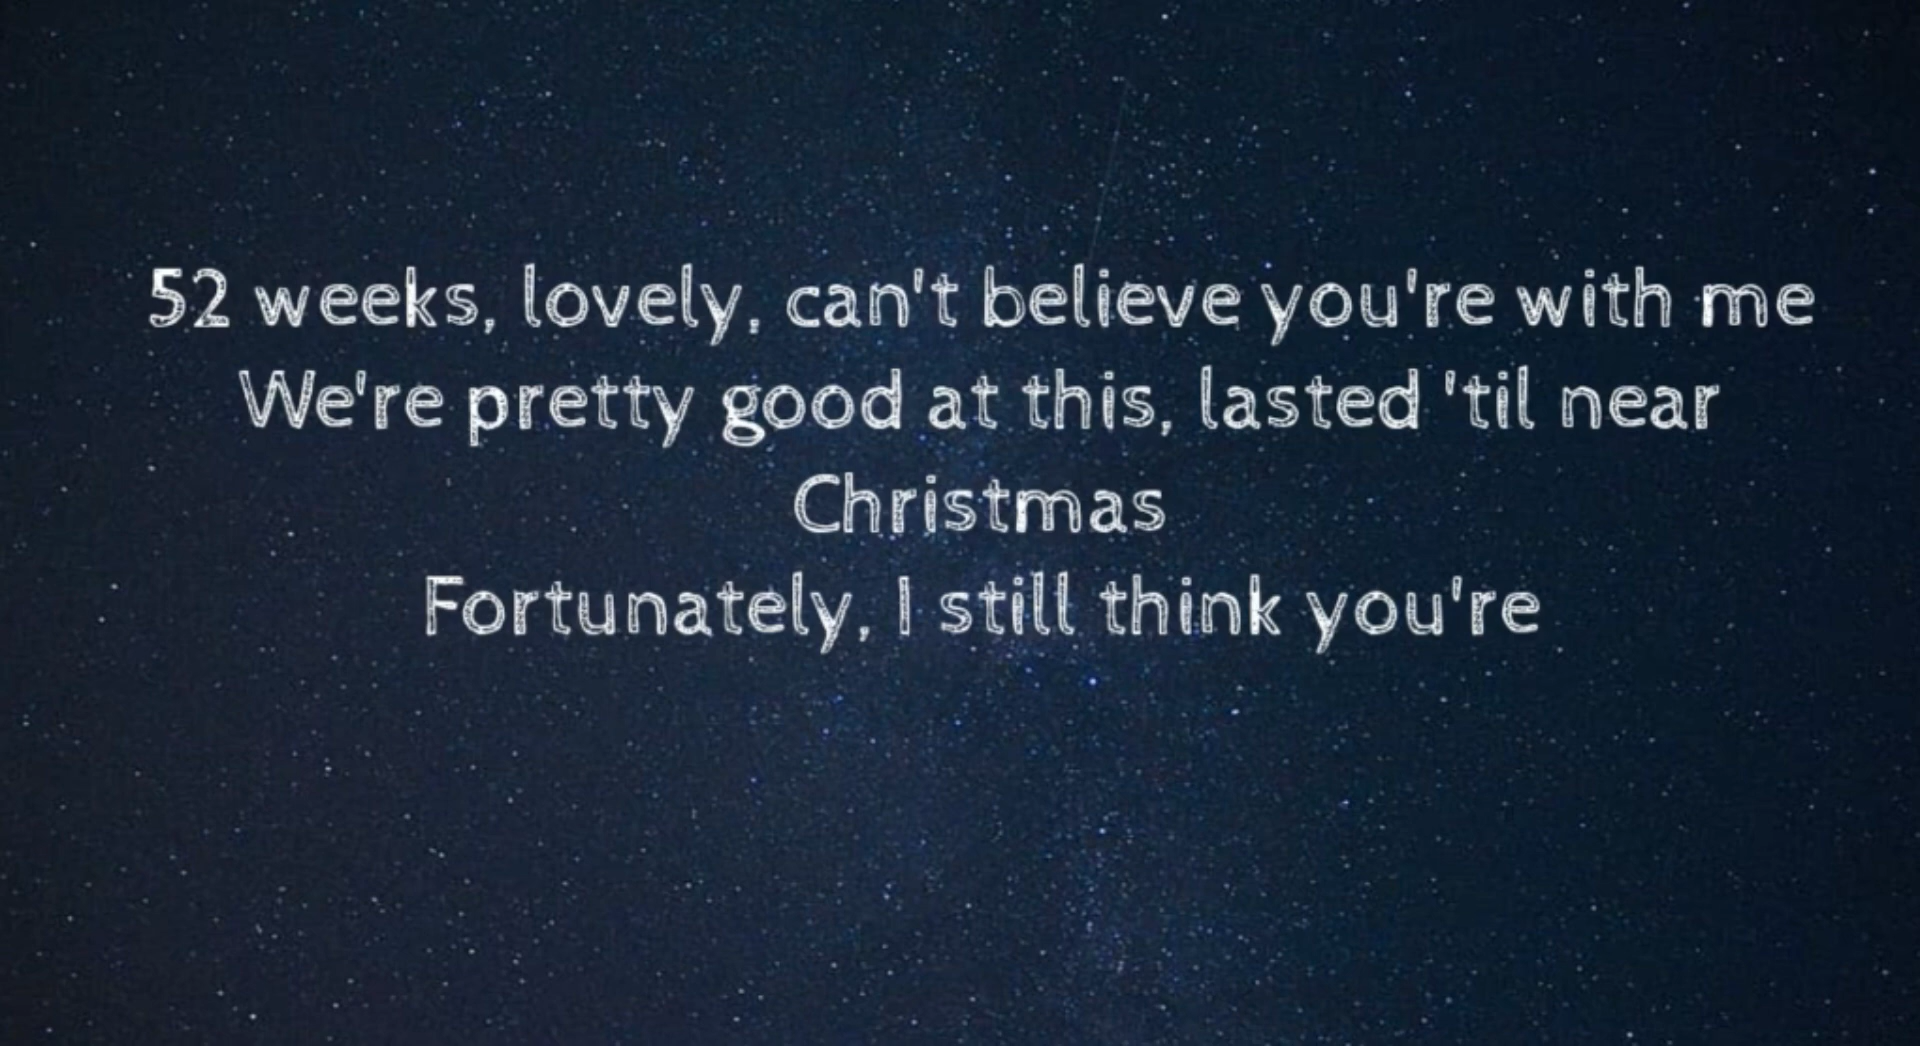 52 weeks, lovely, can't believe you're with me
We're pretty good at this, lasted 'til near
Christmas
Fortunately, I still think you're